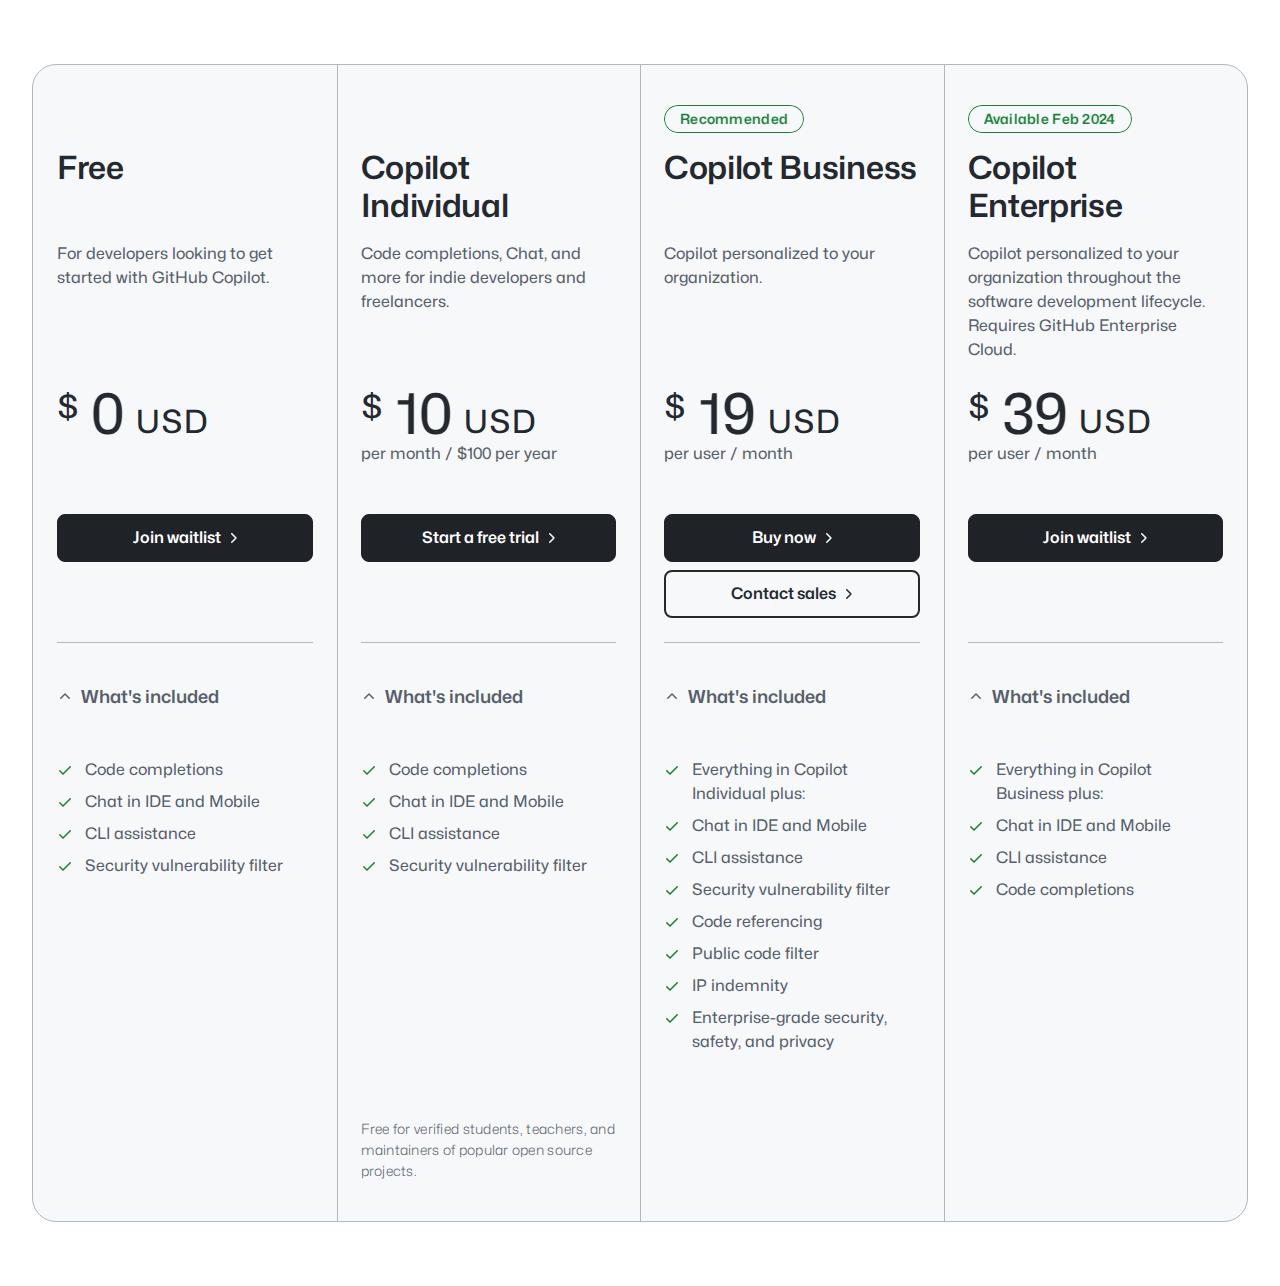 Free
For developers looking to get
started with GitHub Copilot.
$ 0 USD
Join waitlist
What's included
Code completions
Chat in IDE and Mobile
CLI assistance
Security vulnerability filter
Copilot
Individual
Code completions, Chat, and
more for indie developers and
freelancers.
$ 10 USD
per month / $100 per year
Start a free trial
What's included
Code completions
Chat in IDE and Mobile
CLI assistance
Security vulnerability filter
Free for verified students, teachers, and
maintainers of popular open source
projects.
Recommended
Copilot Business
Copilot personalized to your
organization.
$ 19 USD
per user / month
Buy now
Contact sales
What's included
Everything in Copilot
Individual plus:
Chat in IDE and Mobile
CLI assistance
Security vulnerability filter
Code referencing
Public code filter
IP indemnity
Enterprise-grade security,
safety, and privacy
Available Feb 2024
Copilot
Enterprise
Copilot personalized to your
organization throughout the
software development lifecycle.
Requires GitHub Enterprise
Cloud.
$ 39 USD
per user / month
Join waitlist
What's included
Everything in Copilot
Business plus:
Chat in IDE and Mobile
CLI assistance
Code completions